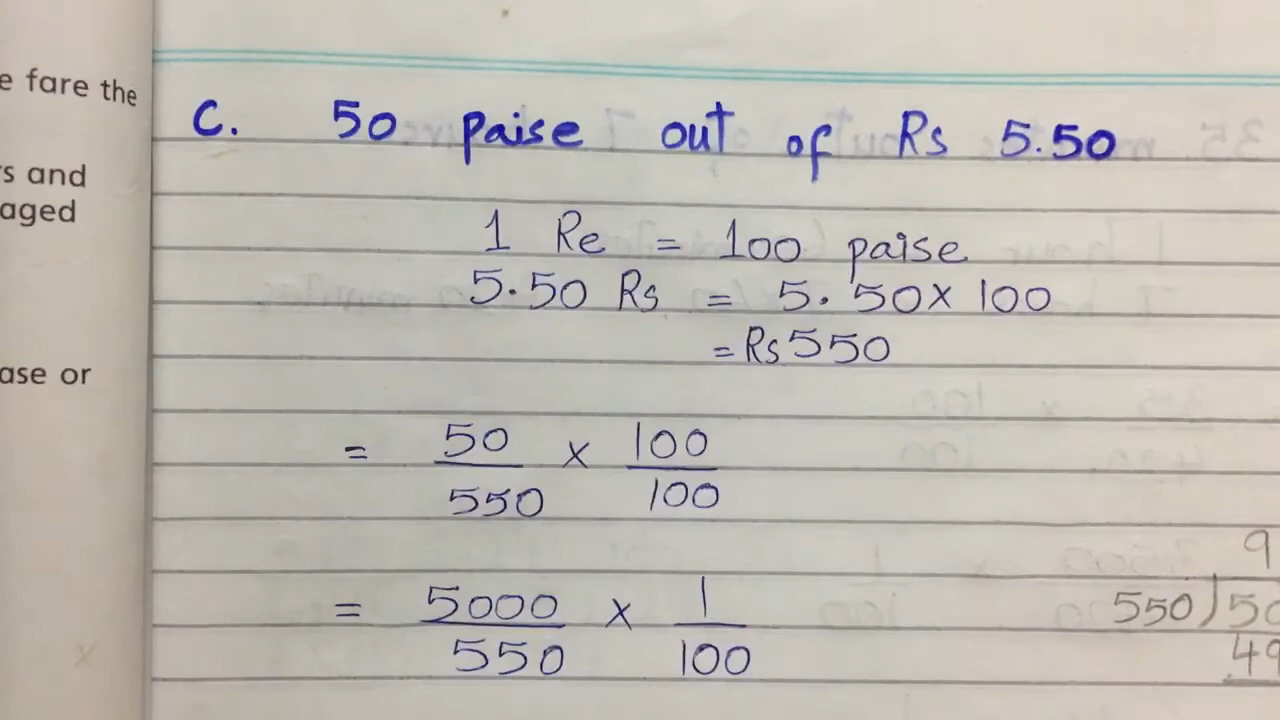 e fare the
s and
aged
ase or
C. 50 paise out of Rs 5.50
1 Re = 100 paise
5.50 Rs = 5.50 x 100
= Rs 550
= 50/550 x 100/100
= 5000/550 x 1/100
9
550)50
49